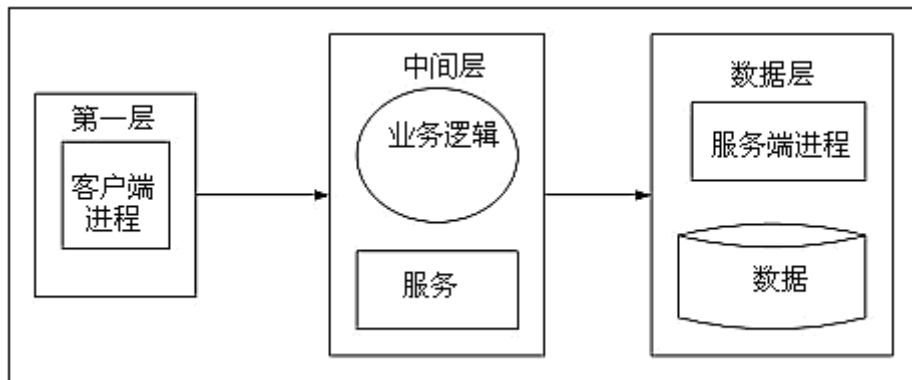 第一层
客户端
进程
中间层
业务逻辑
服务
数据层
服务端进程
数据